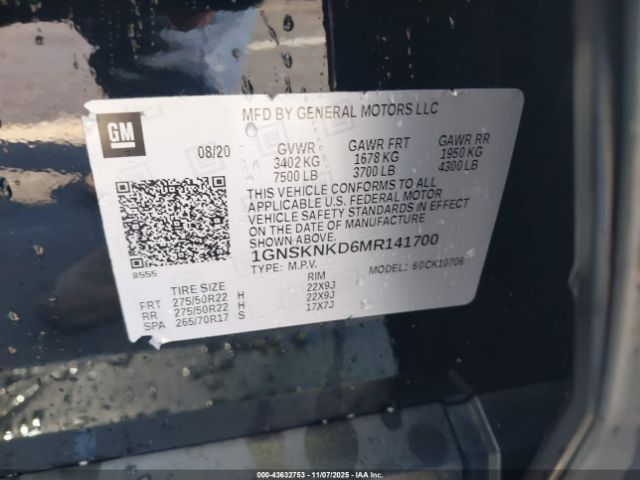 MFD BY GENERAL MOTORS LLC
GM
08/20
GVWR GAWR FRT GAWR RR
3402 KG 1678 KG 1950 KG
7500 LB 3700 LB 4300 LB
THIS VEHICLE CONFORMS TO ALL
APPLICABLE U.S. FEDERAL MOTOR
VEHICLE SAFETY STANDARDS IN EFFECT
ON THE DATE OF MANUFACTURE
SHOWN ABOVE.
1GNSKNKD6MR141700
TYPE: M.P.V. MODEL: 60CK10706
8555
TIRE SIZE RIM
FRT 275/50R22 H 22X9J
RR 275/50R22 H 22X9J
SPA 265/70R17 S 17X7J
© IAA 000-43632753 | 11/07/2025 - IAAI.COM